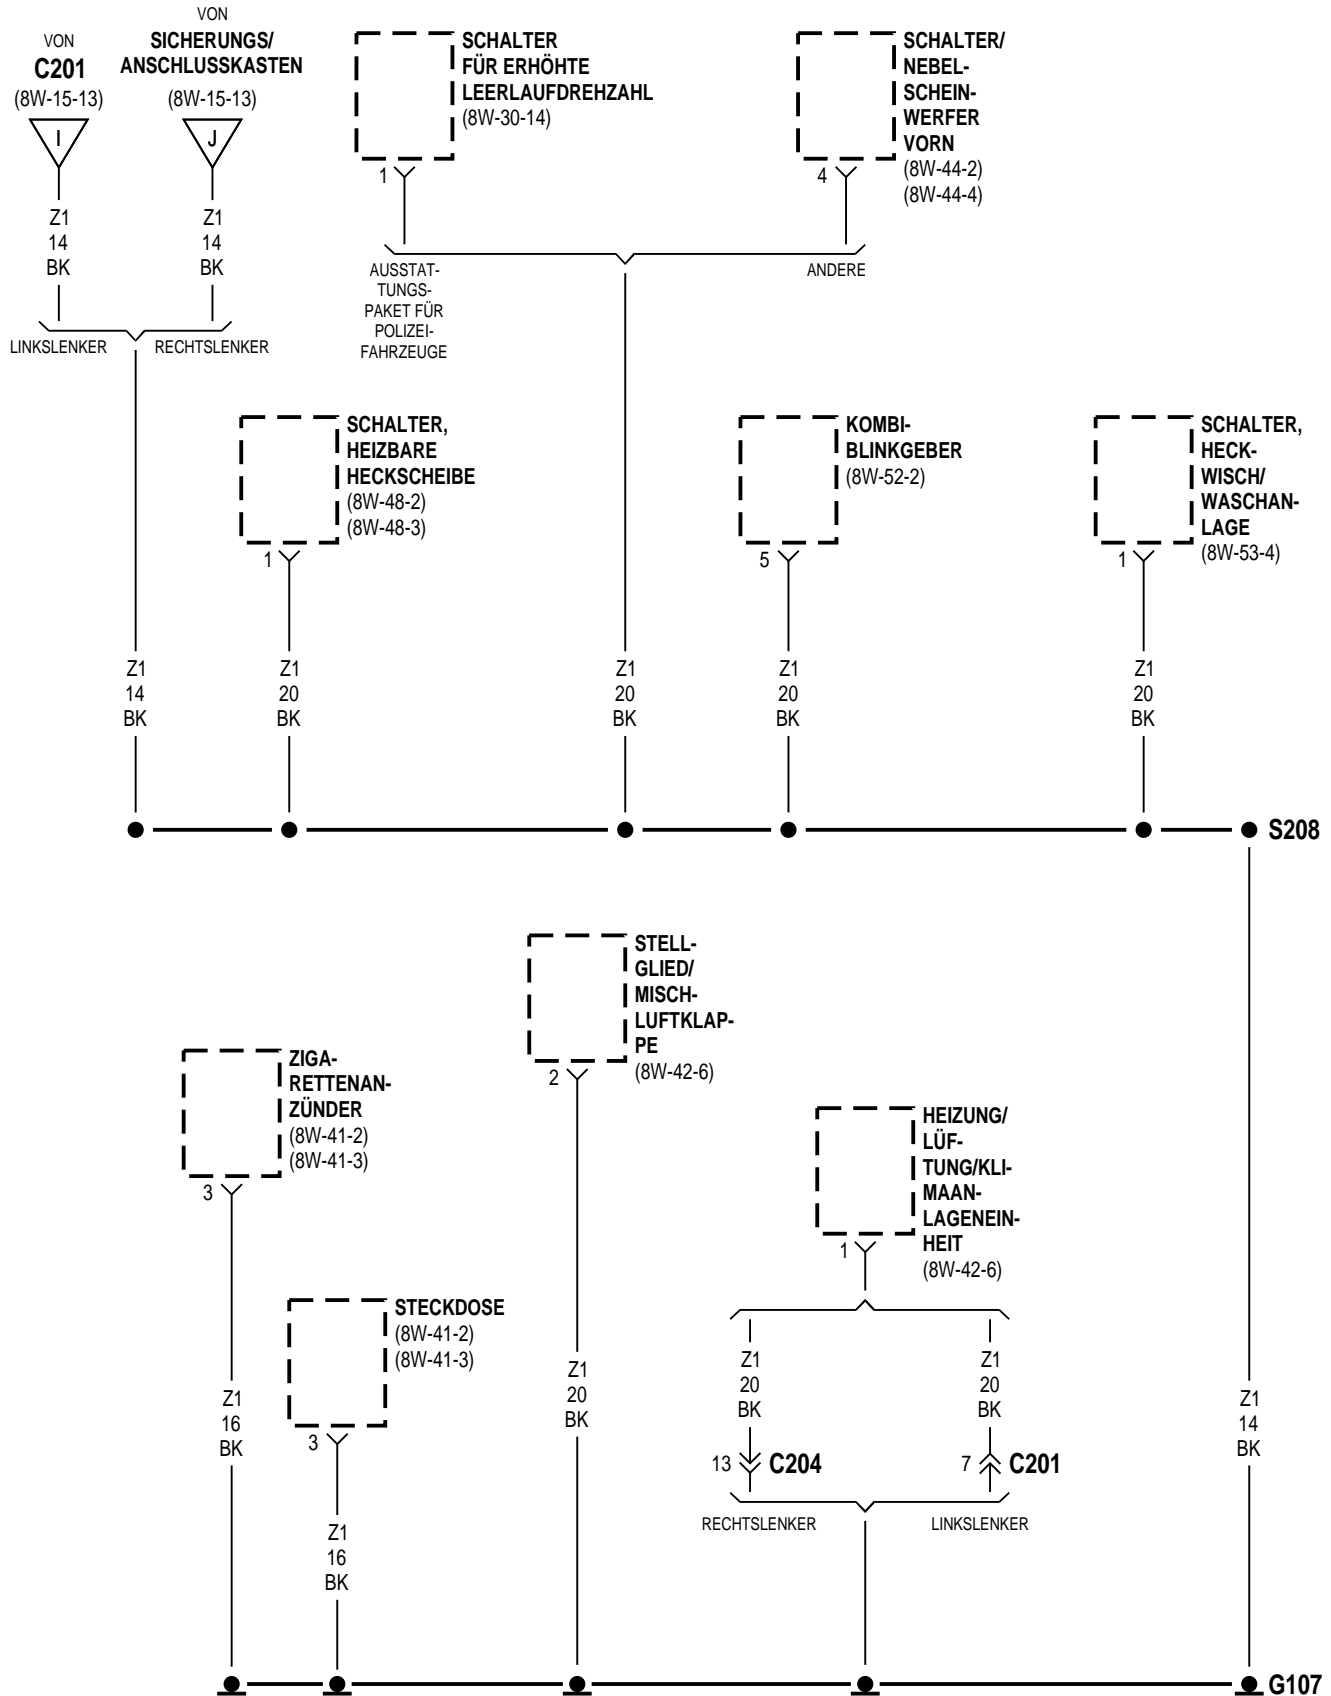 VON
C201
(8W-15-13)
I
VON
SICHERUNGS/
ANSCHLUSSKASTEN
(8W-15-13)
J
SCHALTER
FÜR ERHÖHTE
LEERLAUFDREHZAHL
(8W-30-14)
1
SCHALTER/
NEBEL-
SCHEIN-
WERFER
VORN
(8W-44-2)
(8W-44-4)
4
Z1
14
BK
Z1
14
BK
LINKSLENKER
RECHTSLENKER
AUSSTAT-
TUNGS-
PAKET FÜR
POLIZEI-
FAHRZEUGE
ANDERE
SCHALTER,
HEIZBARE
HECKSCHEIBE
(8W-48-2)
(8W-48-3)
1
KOMBI-
BLINKGEBER
(8W-52-2)
5
SCHALTER,
HECK-
WISCH/
WASCHAN-
LAGE
(8W-53-4)
1
Z1
14
BK
Z1
20
BK
Z1
20
BK
Z1
20
BK
Z1
20
BK
S208
STELL-
GLIED/
MISCH-
LUFTKLAP-
PE
(8W-42-6)
2
ZIGA-
RETTENAN-
ZÜNDER
(8W-41-2)
(8W-41-3)
3
HEIZUNG/
LÜF-
TUNG/KLI-
MAAN-
LAGENEIN-
HEIT
(8W-42-6)
1
STECKDOSE
(8W-41-2)
(8W-41-3)
3
Z1
16
BK
Z1
16
BK
Z1
20
BK
Z1
20
BK
Z1
20
BK
Z1
14
BK
13
C204
7
C201
RECHTSLENKER
LINKSLENKER
G107